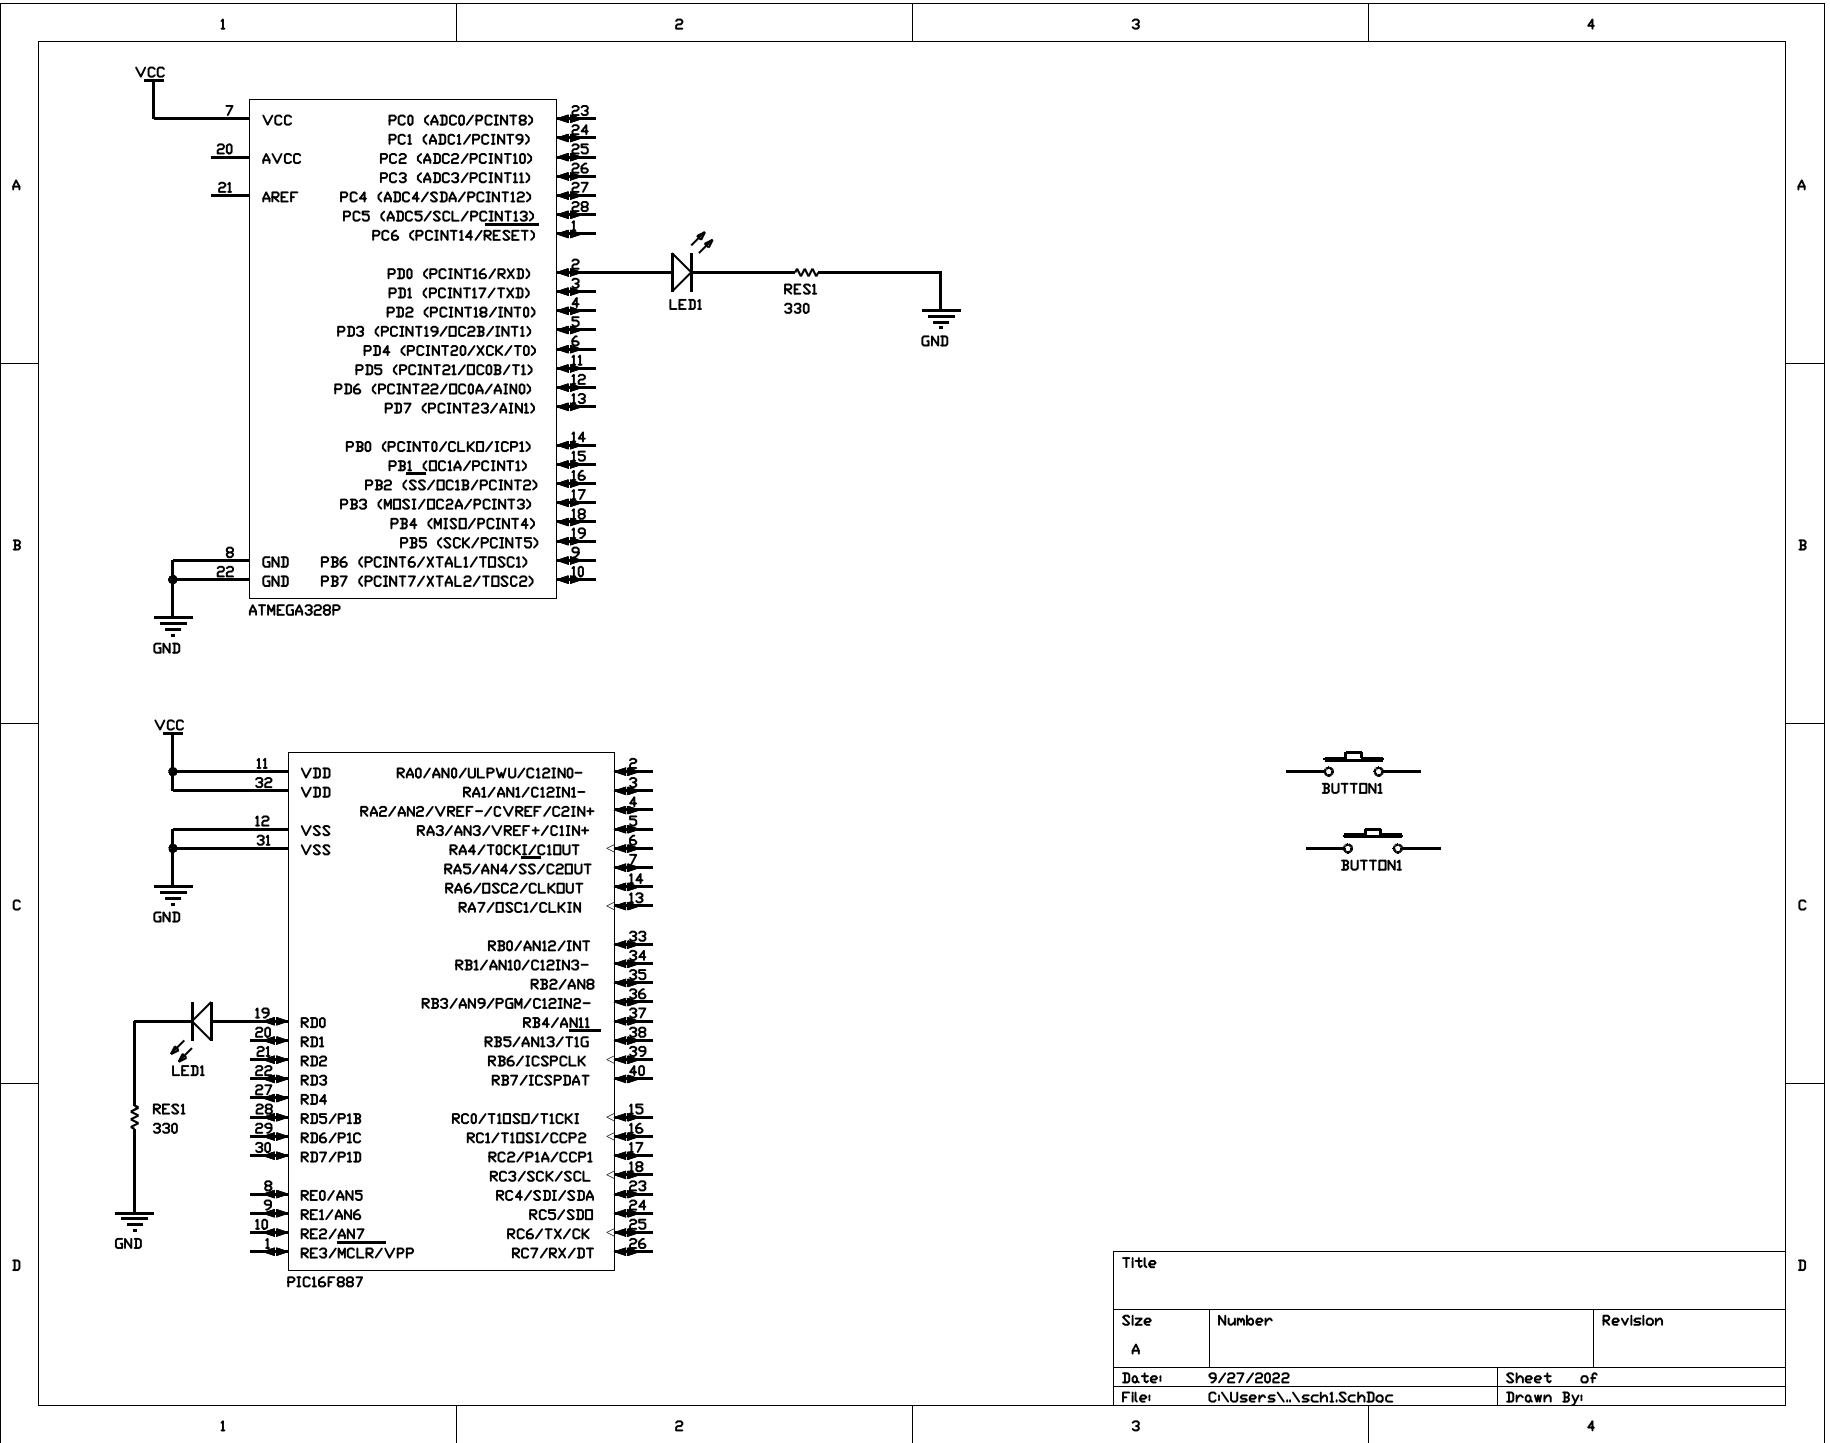 1 2 3 4
A A
B B
C C
D D
VCC
7 VCC
20 AVCC
21 AREF
8 GND
22 GND
GND
PC0 (ADC0/PCINT8) 23
PC1 (ADC1/PCINT9) 24
PC2 (ADC2/PCINT10) 25
PC3 (ADC3/PCINT11) 26
PC4 (ADC4/SDA/PCINT12) 27
PC5 (ADC5/SCL/PCINT13) 28
PC6 (PCINT14/RESET) 1
PD0 (PCINT16/RXD) 2
PD1 (PCINT17/TXD) 3
PD2 (PCINT18/INT0) 4
PD3 (PCINT19/OC2B/INT1) 5
PD4 (PCINT20/XCK/T0) 6
PD5 (PCINT21/OC0B/T1) 11
PD6 (PCINT22/OC0A/AIN0) 12
PD7 (PCINT23/AIN1) 13
PB0 (PCINT0/CLKO/ICP1) 14
PB1 (OC1A/PCINT1) 15
PB2 (SS/OC1B/PCINT2) 16
PB3 (MOSI/OC2A/PCINT3) 17
PB4 (MISO/PCINT4) 18
PB5 (SCK/PCINT5) 19
PB6 (PCINT6/XTAL1/TOSC1) 9
PB7 (PCINT7/XTAL2/TOSC2) 10
ATMEGA328P
LED1
RES1
330
GND
VCC
11 VDD
32 VDD
12 VSS
31 VSS
GND
19 RD0
20 RD1
21 RD2
22 RD3
27 RD4
28 RD5/P1B
29 RD6/P1C
30 RD7/P1D
8 RE0/AN5
9 RE1/AN6
10 RE2/AN7
1 RE3/MCLR/VPP
LED1
RES1
330
GND
RA0/AN0/ULPWU/C12IN0- 2
RA1/AN1/C12IN1- 3
RA2/AN2/VREF-/CVREF/C2IN+ 4
RA3/AN3/VREF+/C1IN+ 5
RA4/T0CKI/C1OUT 6
RA5/AN4/SS/C2OUT 7
RA6/OSC2/CLKOUT 14
RA7/OSC1/CLKIN 13
RB0/AN12/INT 33
RB1/AN10/C12IN3- 34
RB2/AN8 35
RB3/AN9/PGM/C12IN2- 36
RB4/AN11 37
RB5/AN13/T1G 38
RB6/ICSPCLK 39
RB7/ICSPDAT 40
RC0/T1OSO/T1CKI 15
RC1/T1OSI/CCP2 16
RC2/P1A/CCP1 17
RC3/SCK/SCL 18
RC4/SDI/SDA 23
RC5/SDO 24
RC6/TX/CK 25
RC7/RX/DT 26
PIC16F887
BUTTON1
BUTTON1
Title
Size Number Revision
A
Date: 9/27/2022 Sheet of
File: C:\Users\..\sch1.SchDoc Drawn By:
1 2 3 4